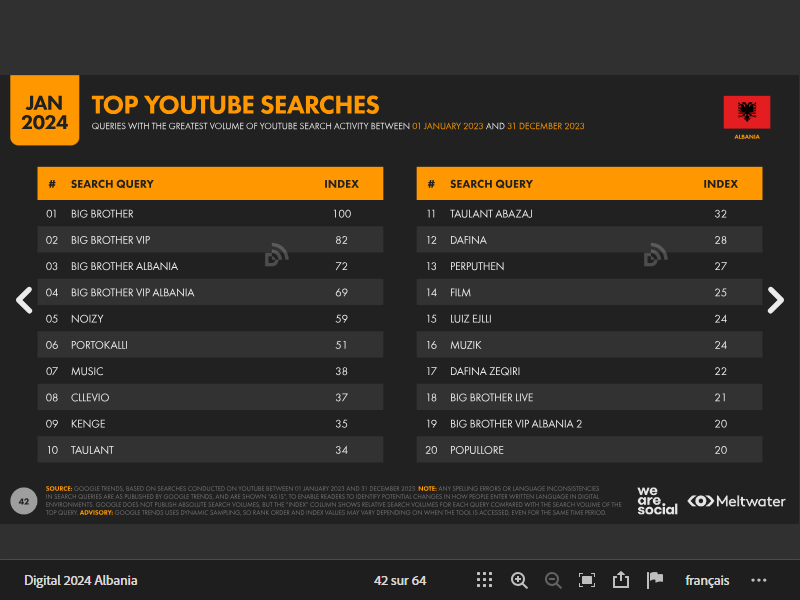 JAN
2024
TOP YOUTUBE SEARCHES
QUERIES WITH THE GREATEST VOLUME OF YOUTUBE SEARCH ACTIVITY BETWEEN 01 JANUARY 2023 AND 31 DECEMBER 2023
ALBANIA
# SEARCH QUERY INDEX
01 BIG BROTHER 100
02 BIG BROTHER VIP 82
03 BIG BROTHER ALBANIA 72
04 BIG BROTHER VIP ALBANIA 69
05 NOIZY 59
06 PORTOKALLI 51
07 MUSIC 38
08 CLLEVIO 37
09 KENGE 35
10 TAULANT 34
# SEARCH QUERY INDEX
11 TAULANT ABAZAJ 32
12 DAFINA 28
13 PERPUTHEN 27
14 FILM 25
15 LUIZ EJLLI 24
16 MUZIK 24
17 DAFINA ZEQIRI 22
18 BIG BROTHER LIVE 21
19 BIG BROTHER VIP ALBANIA 2 20
20 POPULLORE 20
42
SOURCE: GOOGLE TRENDS, BASED ON SEARCHES CONDUCTED ON YOUTUBE BETWEEN 01 JANUARY 2023 AND 31 DECEMBER 2023. NOTE: ANY SPELLING ERRORS OR LANGUAGE INCONSISTENCIES
IN SEARCH QUERIES ARE AS PUBLISHED BY GOOGLE TRENDS, AND ARE SHOWN "AS IS", TO ENABLE READERS TO IDENTIFY POTENTIAL CHANGES IN HOW PEOPLE ENTER WRITTEN LANGUAGE IN DIGITAL
ENVIRONMENTS. GOOGLE DOES NOT PUBLISH ABSOLUTE SEARCH VOLUMES, BUT THE "INDEX" COLUMN SHOWS RELATIVE SEARCH VOLUMES FOR EACH QUERY COMPARED WITH THE SEARCH VOLUME OF THE
TOP QUERY. ADVISORY: GOOGLE TRENDS USES DYNAMIC SAMPLING, SO RANK ORDER AND INDEX VALUES MAY VARY DEPENDING ON WHEN THE TOOL IS ACCESSED, EVEN FOR THE SAME TIME PERIOD.
we
are.
social
Meltwater
Digital 2024 Albania
42 sur 64
français